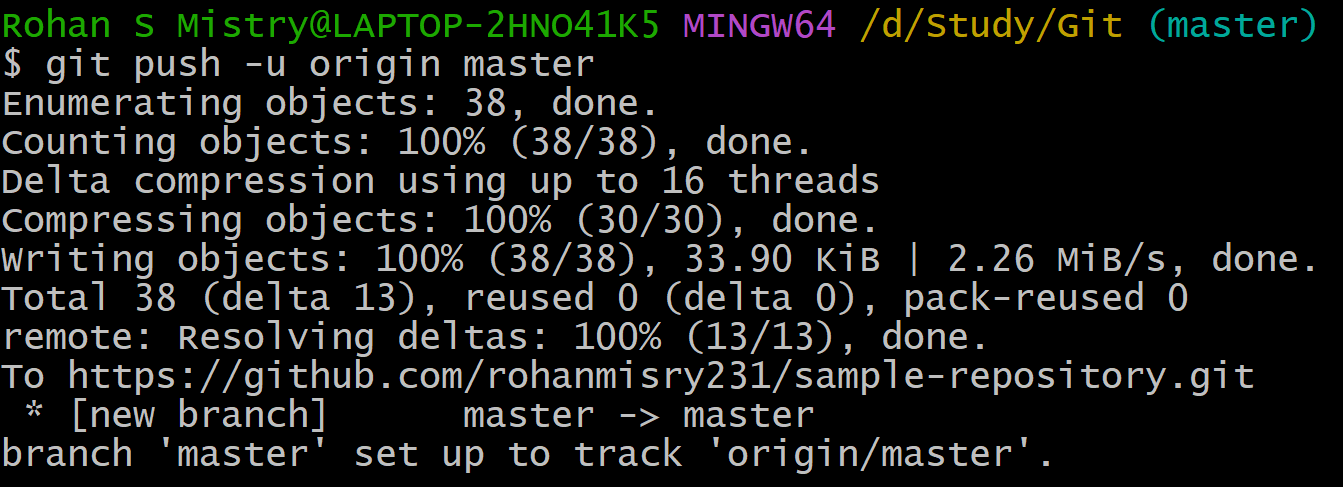 Rohan S Mistry@LAPTOP-2HNO41K5 MINGW64 /d/Study/Git (master)
$ git push -u origin master
Enumerating objects: 38, done.
Counting objects: 100% (38/38), done.
Delta compression using up to 16 threads
Compressing objects: 100% (30/30), done.
Writing objects: 100% (38/38), 33.90 KiB | 2.26 MiB/s, done.
Total 38 (delta 13), reused 0 (delta 0), pack-reused 0
remote: Resolving deltas: 100% (13/13), done.
To https://github.com/rohanmisry231/sample-repository.git
 * [new branch]      master -> master
branch 'master' set up to track 'origin/master'.